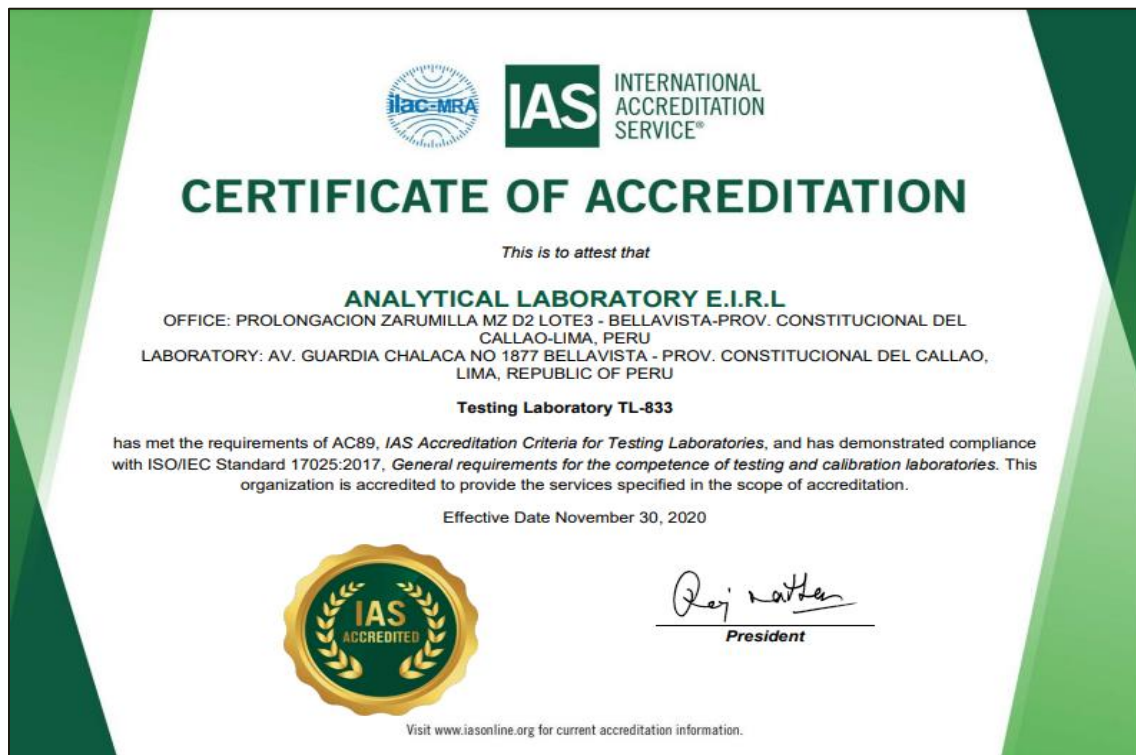 ilac-MRA
IAS
INTERNATIONAL
ACCREDITATION
SERVICE®
CERTIFICATE OF ACCREDITATION
This is to attest that
ANALYTICAL LABORATORY E.I.R.L
OFFICE: PROLONGACION ZARUMILLA MZ D2 LOTE3 - BELLAVISTA-PROV. CONSTITUCIONAL DEL
CALLAO-LIMA, PERU
LABORATORY: AV. GUARDIA CHALACA NO 1877 BELLAVISTA - PROV. CONSTITUCIONAL DEL CALLAO,
LIMA, REPUBLIC OF PERU
Testing Laboratory TL-833
has met the requirements of AC89, IAS Accreditation Criteria for Testing Laboratories, and has demonstrated compliance
with ISO/IEC Standard 17025:2017, General requirements for the competence of testing and calibration laboratories. This
organization is accredited to provide the services specified in the scope of accreditation.
Effective Date November 30, 2020
IAS
ACCREDITED
President
Visit www.iasonline.org for current accreditation information.